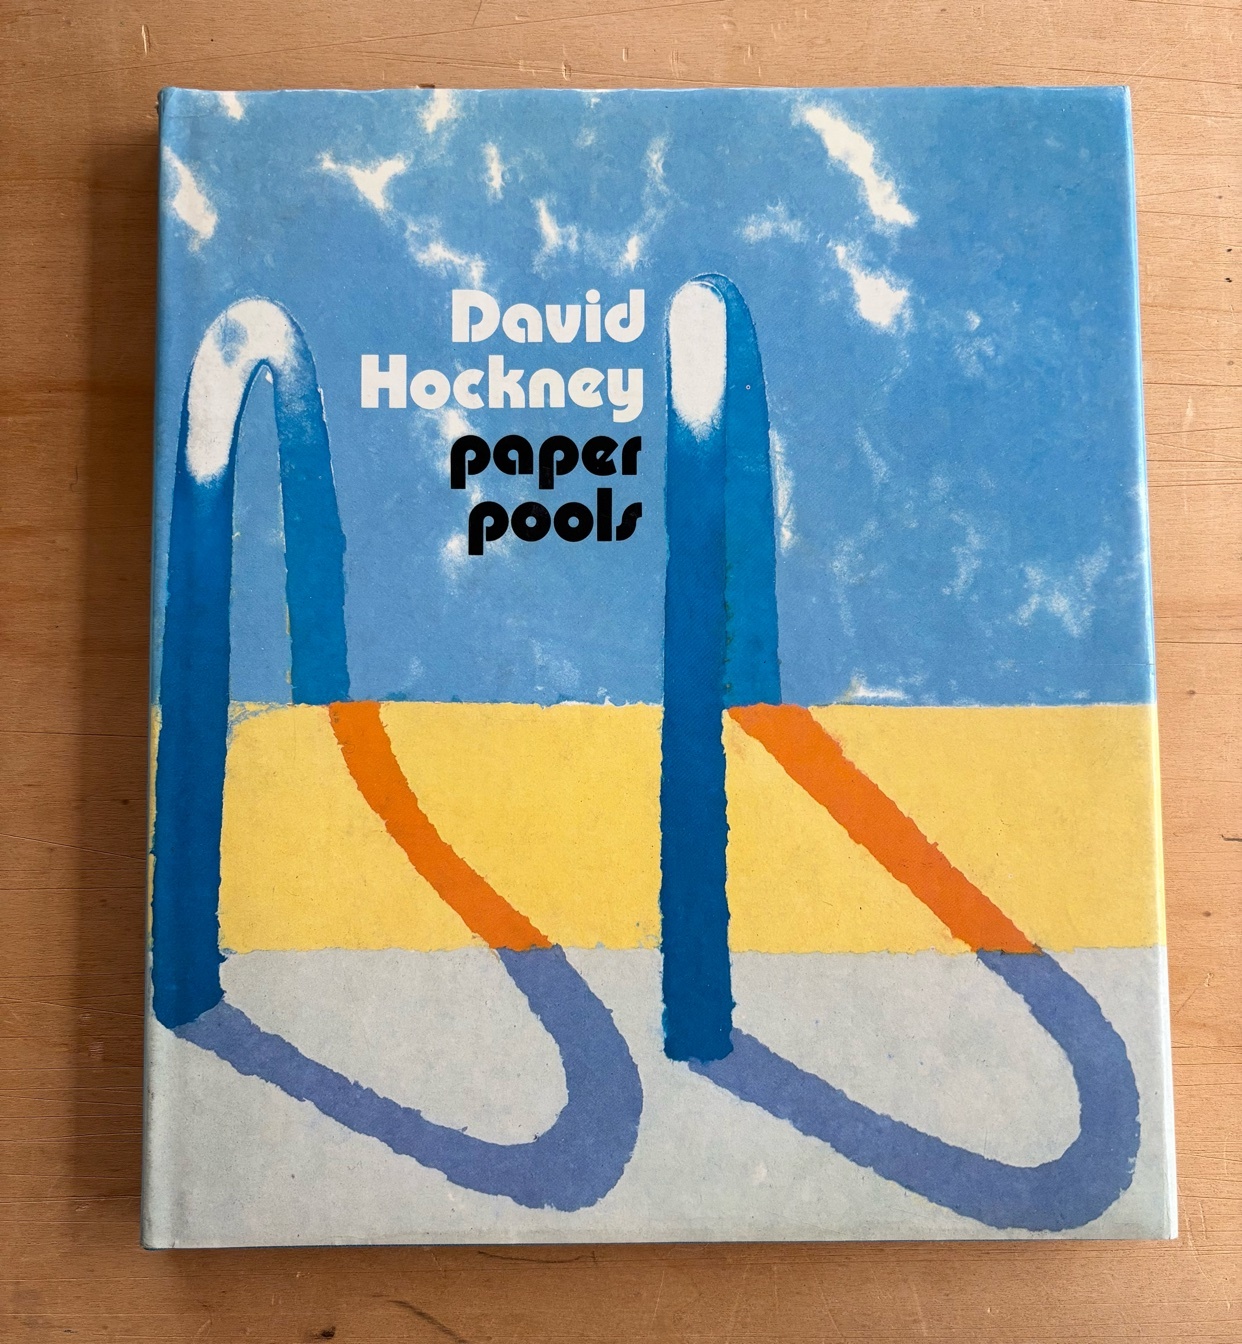 David
Hockney
paper
pools